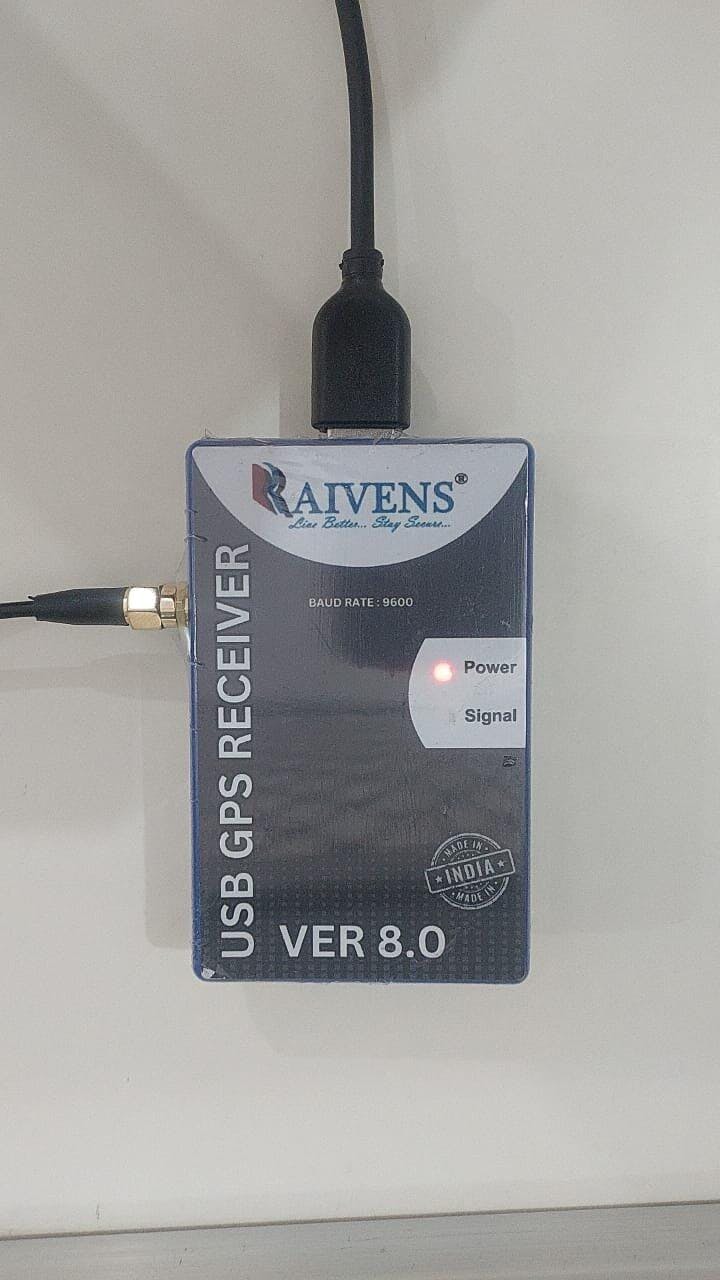 RAIVENS®
Live Better... Stay Secure...
BAUD RATE : 9600
Power
Signal
USB GPS RECEIVER
MADE IN
INDIA
MADE IN
VER 8.0